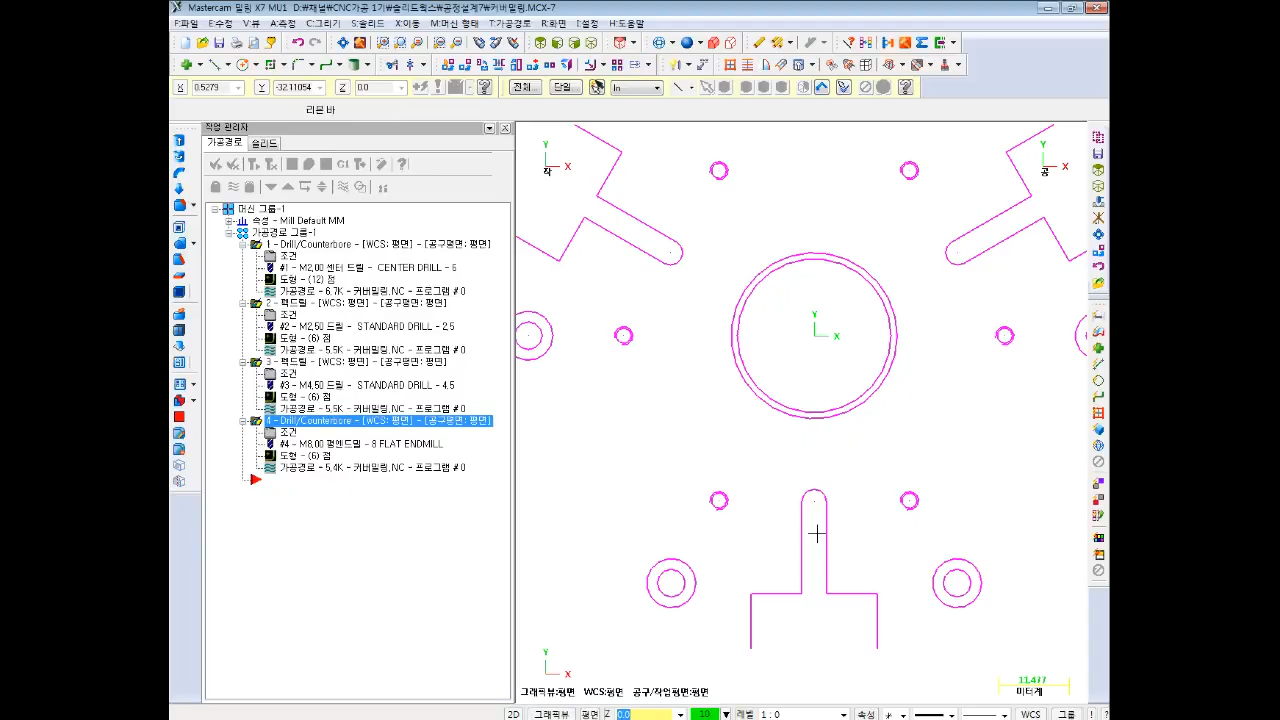 Mastercam 밀링 X7 MU1 D:₩채널₩CNC가공 1기₩솔리드웍스₩공정설계7₩커버밀링.MCX-7
F:파일 E:수정 V:뷰 A:측정 C:그리기 S:솔리드 X:이동 M:머신 형태 T:가공경로 R:화면 I:설정 H:도움말
X 0.5279 Y -32.11054 Z 0.0 전체... 단일... In
리본 바
작업 관리자
가공경로 솔리드
G1
머신 그룹-1
속성 - Mill Default MM
가공경로 그룹-1
1 - Drill/Counterbore - [WCS: 평면] - [공구평면: 평면]
조건
#1 - M2.00 센터 드릴 - CENTER DRILL - 5
도형 - (12) 점
가공경로 - 6.7K - 커버밀링.NC - 프로그램 # 0
2 - 펙드릴 - [WCS: 평면] - [공구평면: 평면]
조건
#2 - M2.50 드릴 - STANDARD DRILL - 2.5
도형 - (6) 점
가공경로 - 5.5K - 커버밀링.NC - 프로그램 # 0
3 - 펙드릴 - [WCS: 평면] - [공구평면: 평면]
조건
#3 - M4.50 드릴 - STANDARD DRILL - 4.5
도형 - (6) 점
가공경로 - 5.5K - 커버밀링.NC - 프로그램 # 0
4 - Drill/Counterbore - [WCS: 평면] - [공구평면: 평면]
조건
#4 - M8.00 평엔드밀 - 8 FLAT ENDMILL
도형 - (6) 점
가공경로 - 5.4K - 커버밀링.NC - 프로그램 # 0
Y
X
작
Y
X
공
Y
X
Y
X
그래픽뷰:평면 WCS:평면 공구/작업평면:평면
11.477
미터계
2D 그래픽뷰 평면 Z 0.0 10 레벨 1 : 0 속성 WCS 그룹 ! ?